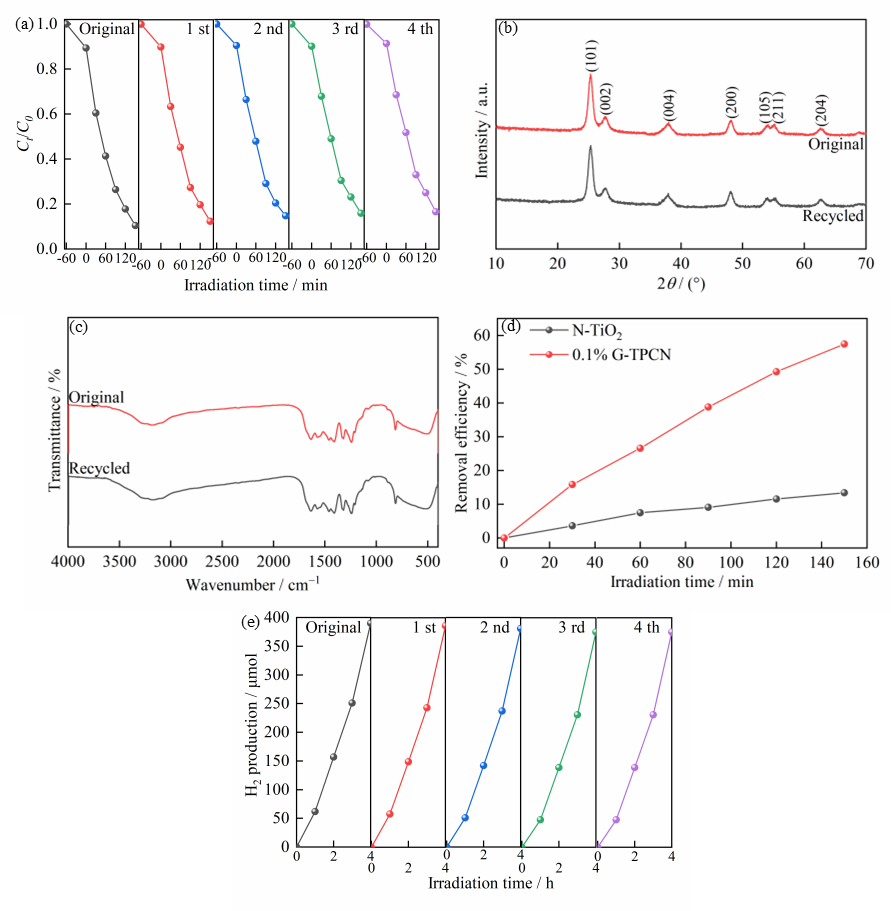 (a)
Original
1 st
2 nd
3 rd
4 th
1.0
0.8
0.6
0.4
0.2
0.0
Ct/C0
-60 0 60 120
-60 0 60 120
-60 0 60 120
-60 0 60 120
-60 0 60 120
Irradiation time / min
(b)
(101)
(002)
(004)
(200)
(105)
(211)
(204)
Original
Recycled
Intensity / a.u.
10 20 30 40 50 60 70
2θ / (°)
(c)
Original
Recycled
Transmittance / %
4000 3500 3000 2500 2000 1500 1000 500
Wavenumber / cm⁻¹
(d)
N-TiO₂
0.1% G-TPCN
60
50
40
30
20
10
0
Removal efficiency / %
0 20 40 60 80 100 120 140 160
Irradiation time / min
(e)
Original
1 st
2 nd
3 rd
4 th
400
350
300
250
200
150
100
50
0
H₂ production / μmol
0 2 4
0 2 4
0 2 4
0 2 4
0 2 4
Irradiation time / h